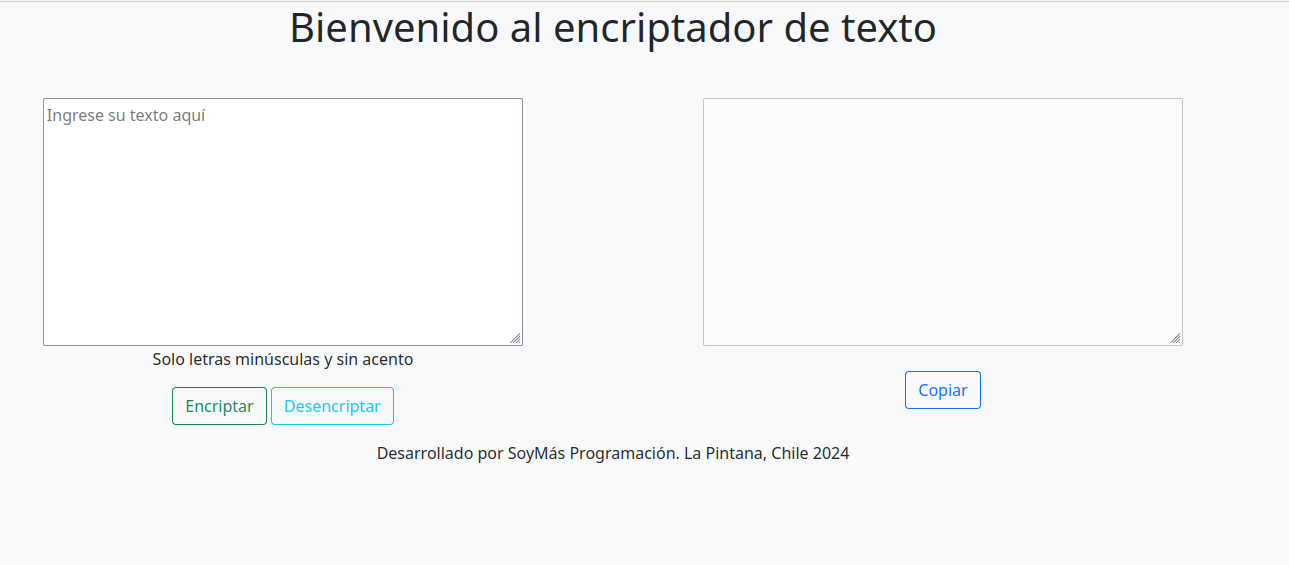 Bienvenido al encriptador de texto
Ingrese su texto aquí
Solo letras minúsculas y sin acento
Encriptar
Desencriptar
Copiar
Desarrollado por SoyMás Programación. La Pintana, Chile 2024